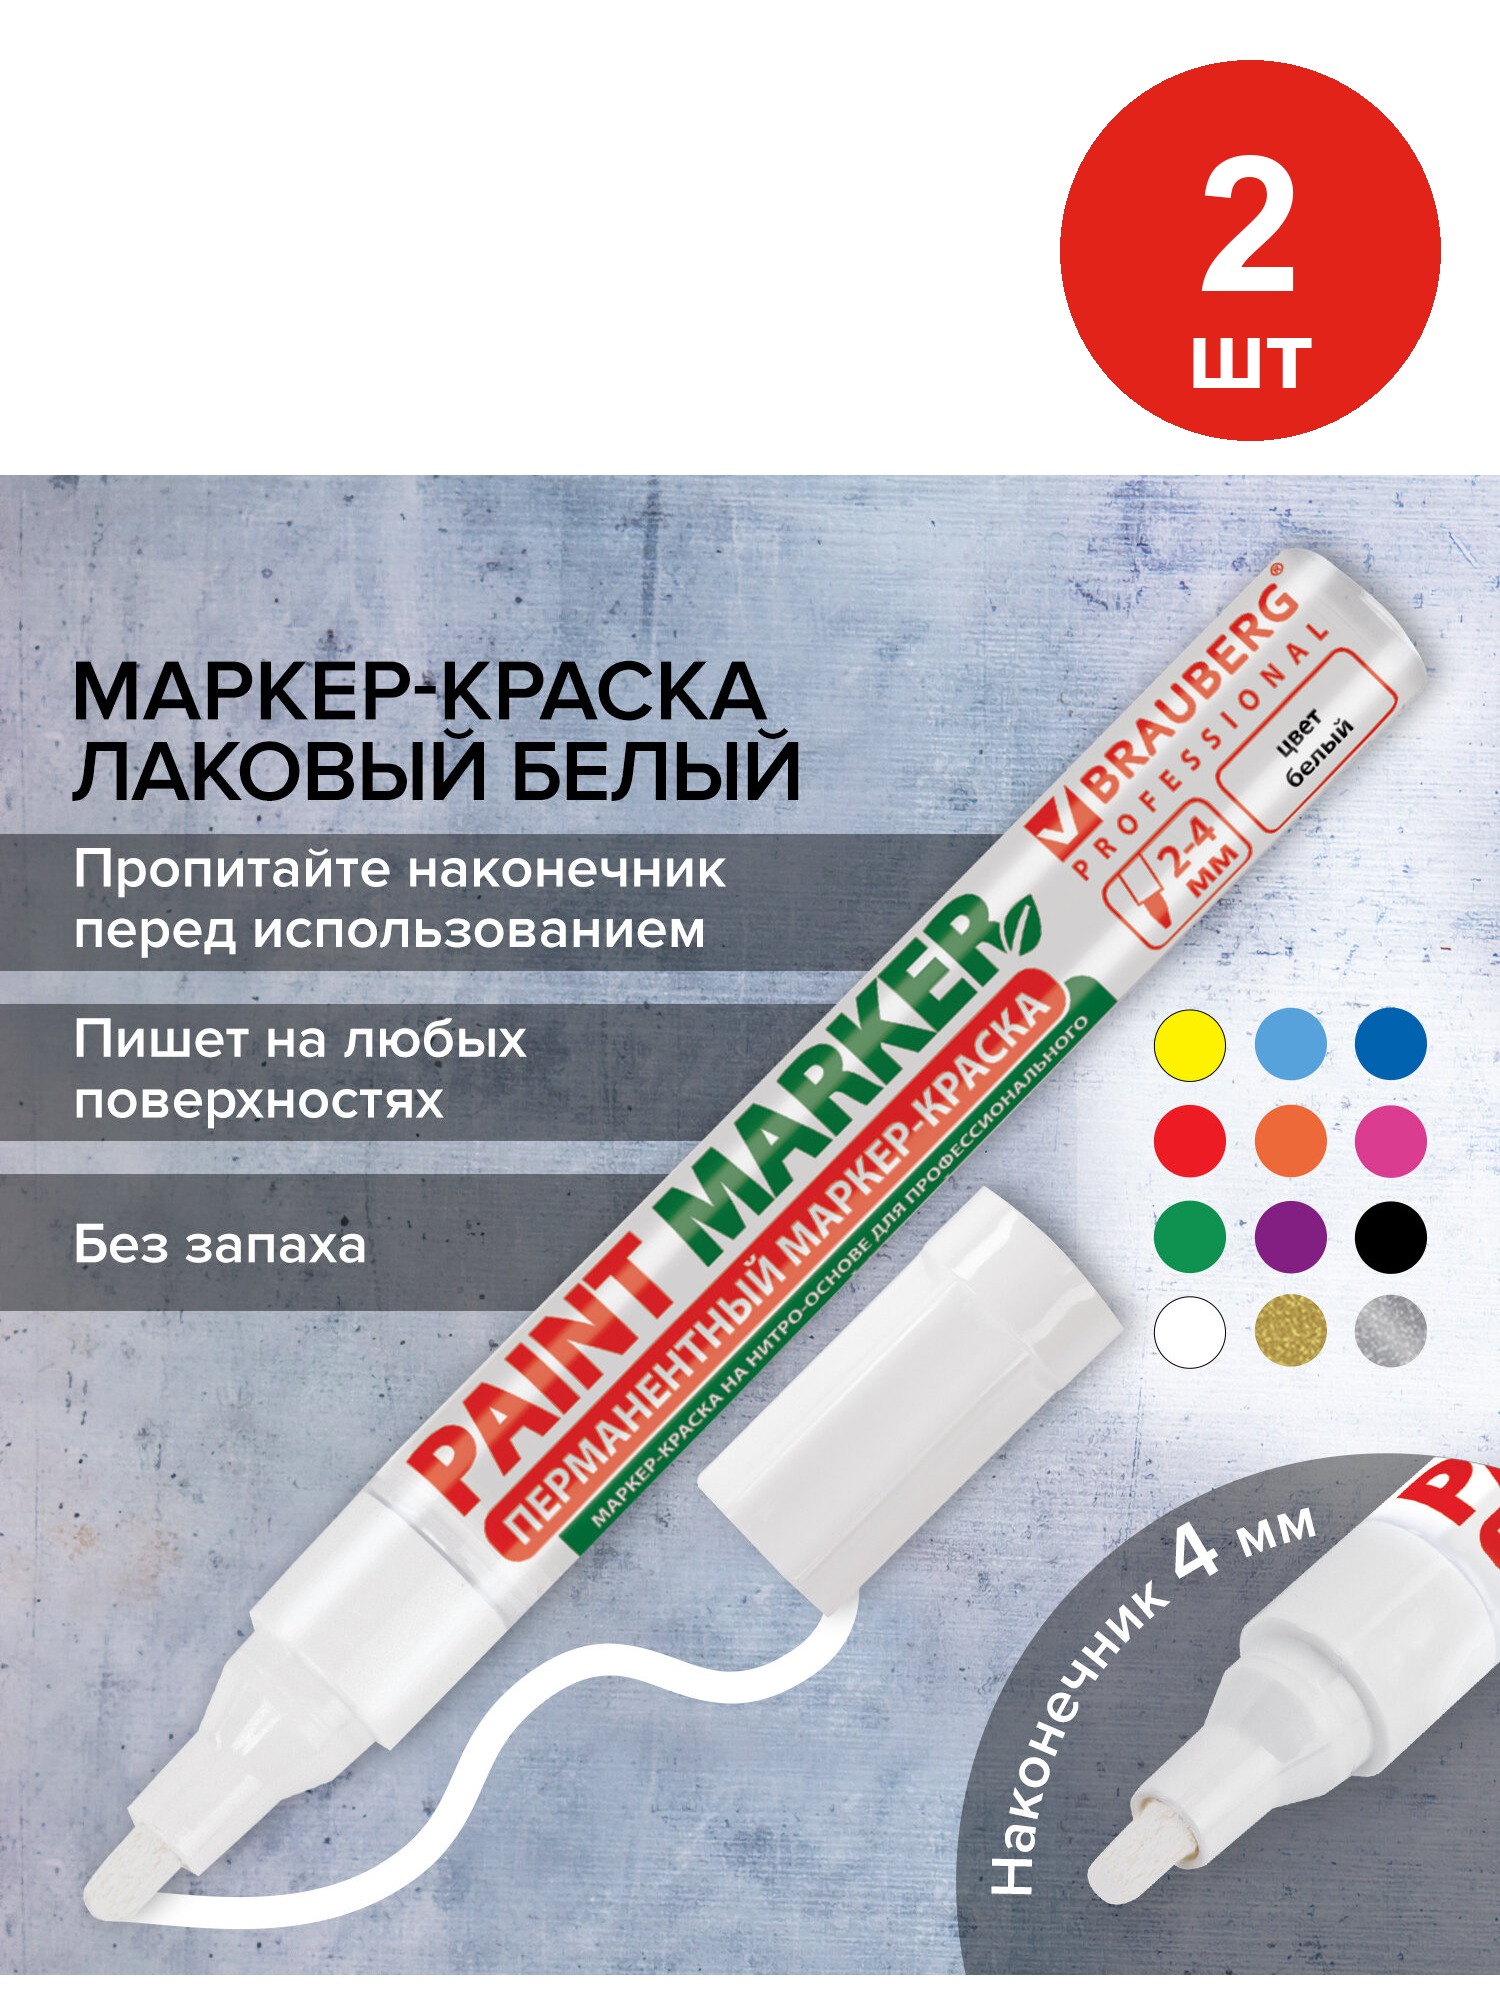 2
шт
МАРКЕР-КРАСКА
ЛАКОВЫЙ БЕЛЫЙ
Пропитайте наконечник
перед использованием
Пишет на любых
поверхностях
Без запаха
BRAUBERG®
PROFESSIONAL
2-4
мм
цвет
белый
PAINT MARKER
ПЕРМАНЕНТНЫЙ МАРКЕР-КРАСКА
МАРКЕР-КРАСКА НА НИТРО-ОСНОВЕ ДЛЯ ПРОФЕССИОНАЛЬНОГО
Наконечник 4 мм